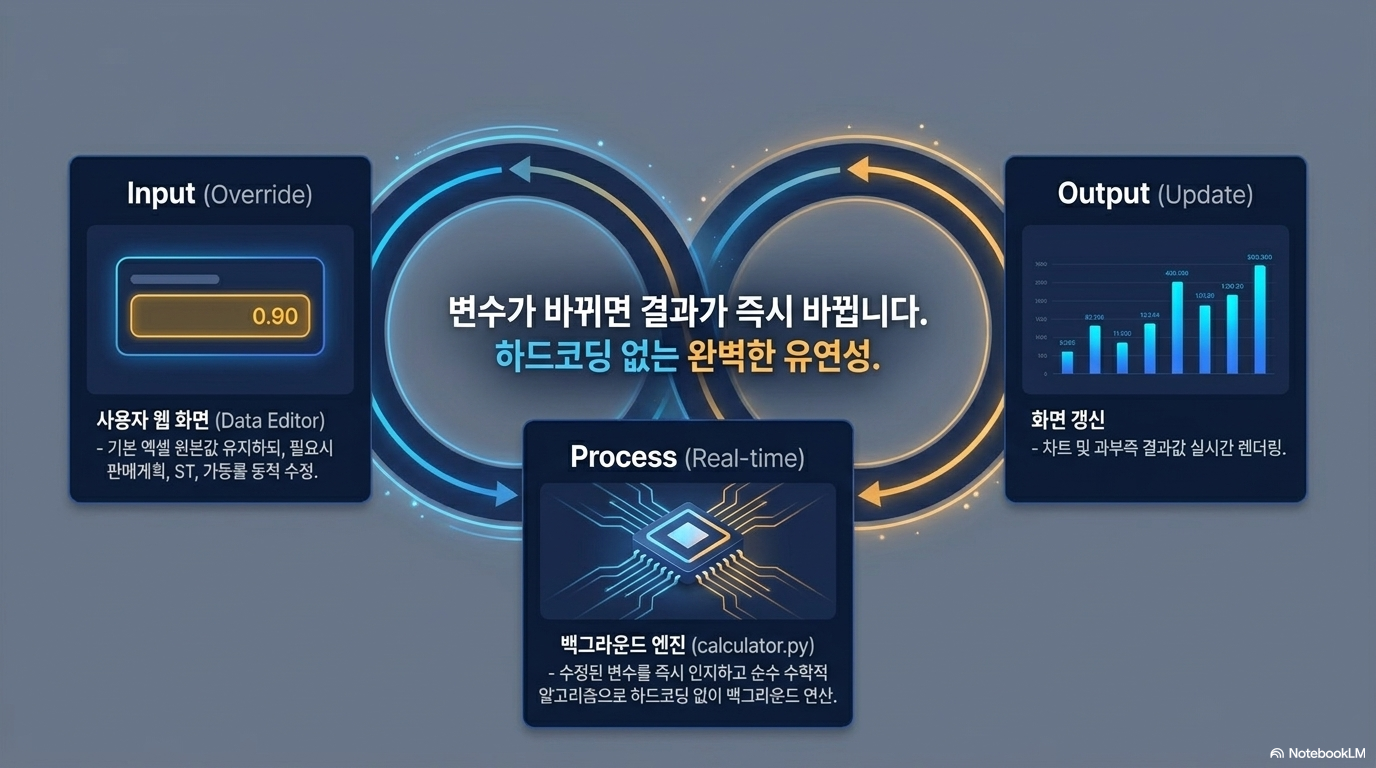 Input (Override)
0.90
사용자 웹 화면 (Data Editor)
- 기본 엑셀 원본값 유지하되, 필요시
판매계획, ST, 가동률 동적 수정.
변수가 바뀌면 결과가 즉시 바뀝니다.
하드코딩 없는 완벽한 유연성.
Process (Real-time)
백그라운드 엔진 (calculator.py)
- 수정된 변수를 즉시 인지하고 순수 수학적
알고리즘으로 하드코딩 없이 백그리운드 연산.
Output (Update)
화면 갱신
- 차트 및 과부족 결과값 실시간 렌더링.
NotebookLM